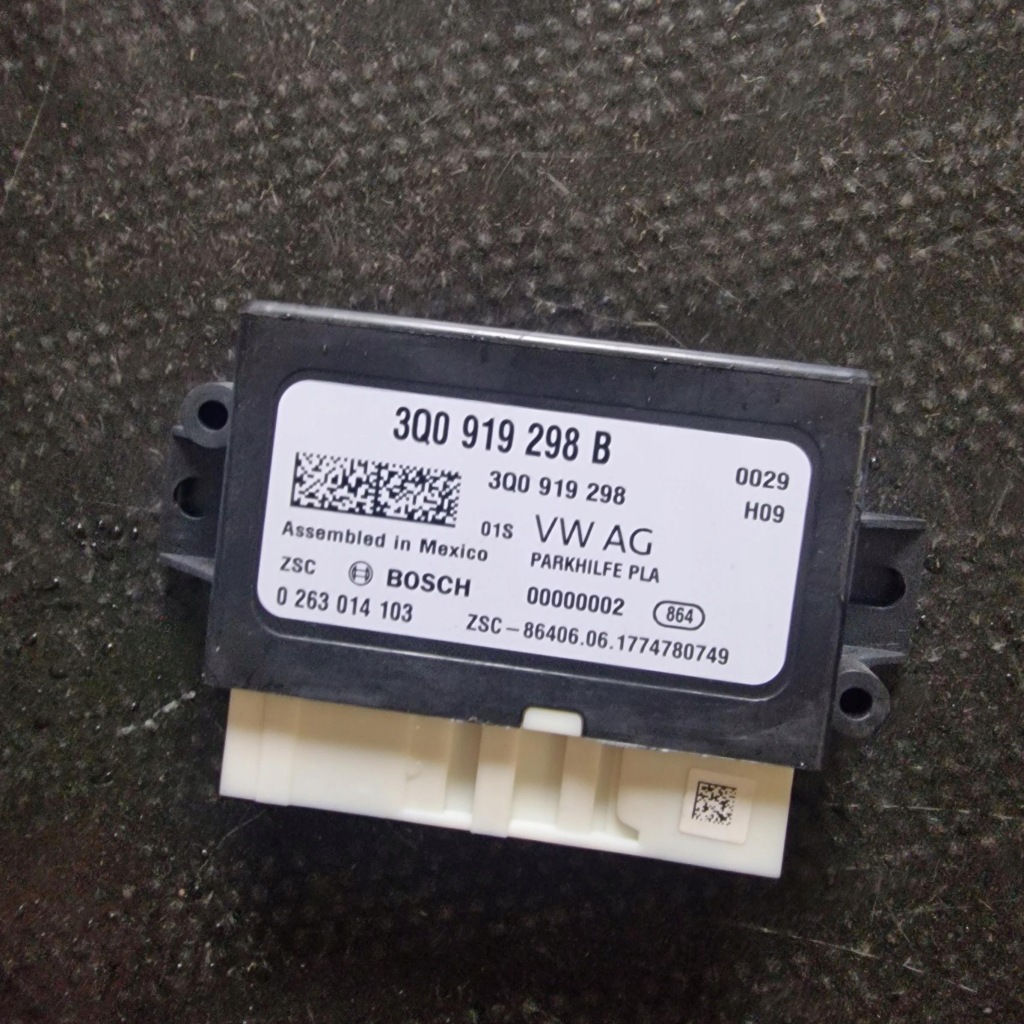 3Q0 919 298 B
3Q0 919 298
0029
H09
01S VW AG
Assembled in Mexico
PARKHILFE PLA
ZSC BOSCH
00000002 864
0 263 014 103
ZSC-86406.06.1774780749